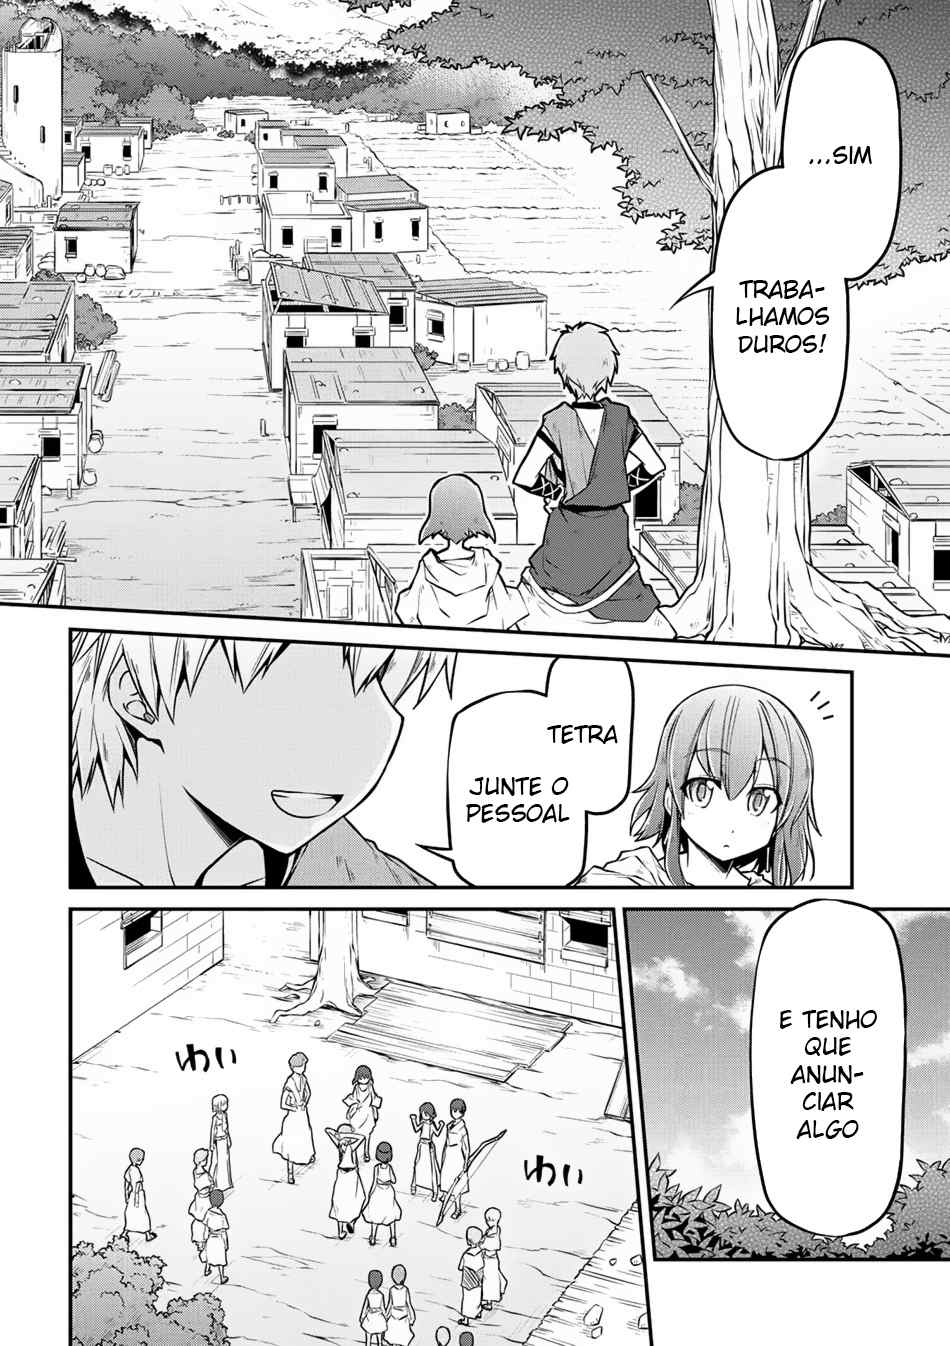 ...SIM
TRABA-
LHAMOS
DUROS!
TETRA
JUNTE O
PESSOAL
E TENHO
QUE
ANUN-
CIAR
ALGO
わい
わい